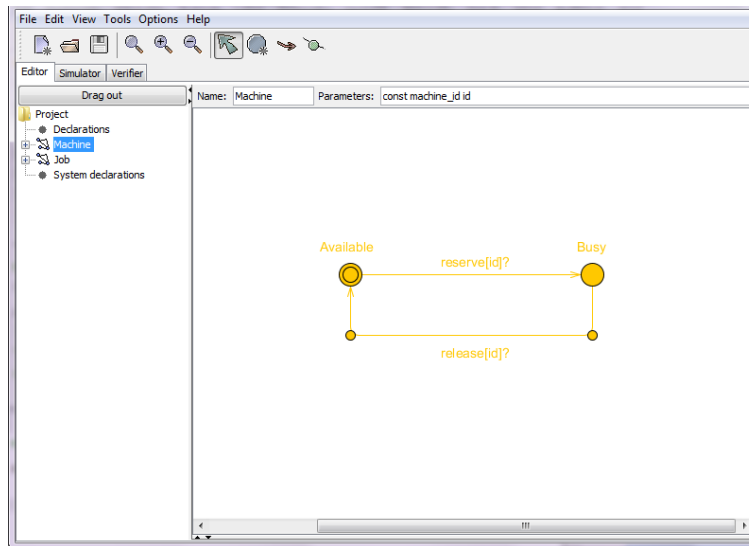 File Edit View Tools Options Help
Editor Simulator Verifier
Drag out
Name: Machine Parameters: const machine_id id
Project
Declarations
Machine
Job
System declarations
Available Busy
reserve[id]?
release[id]?